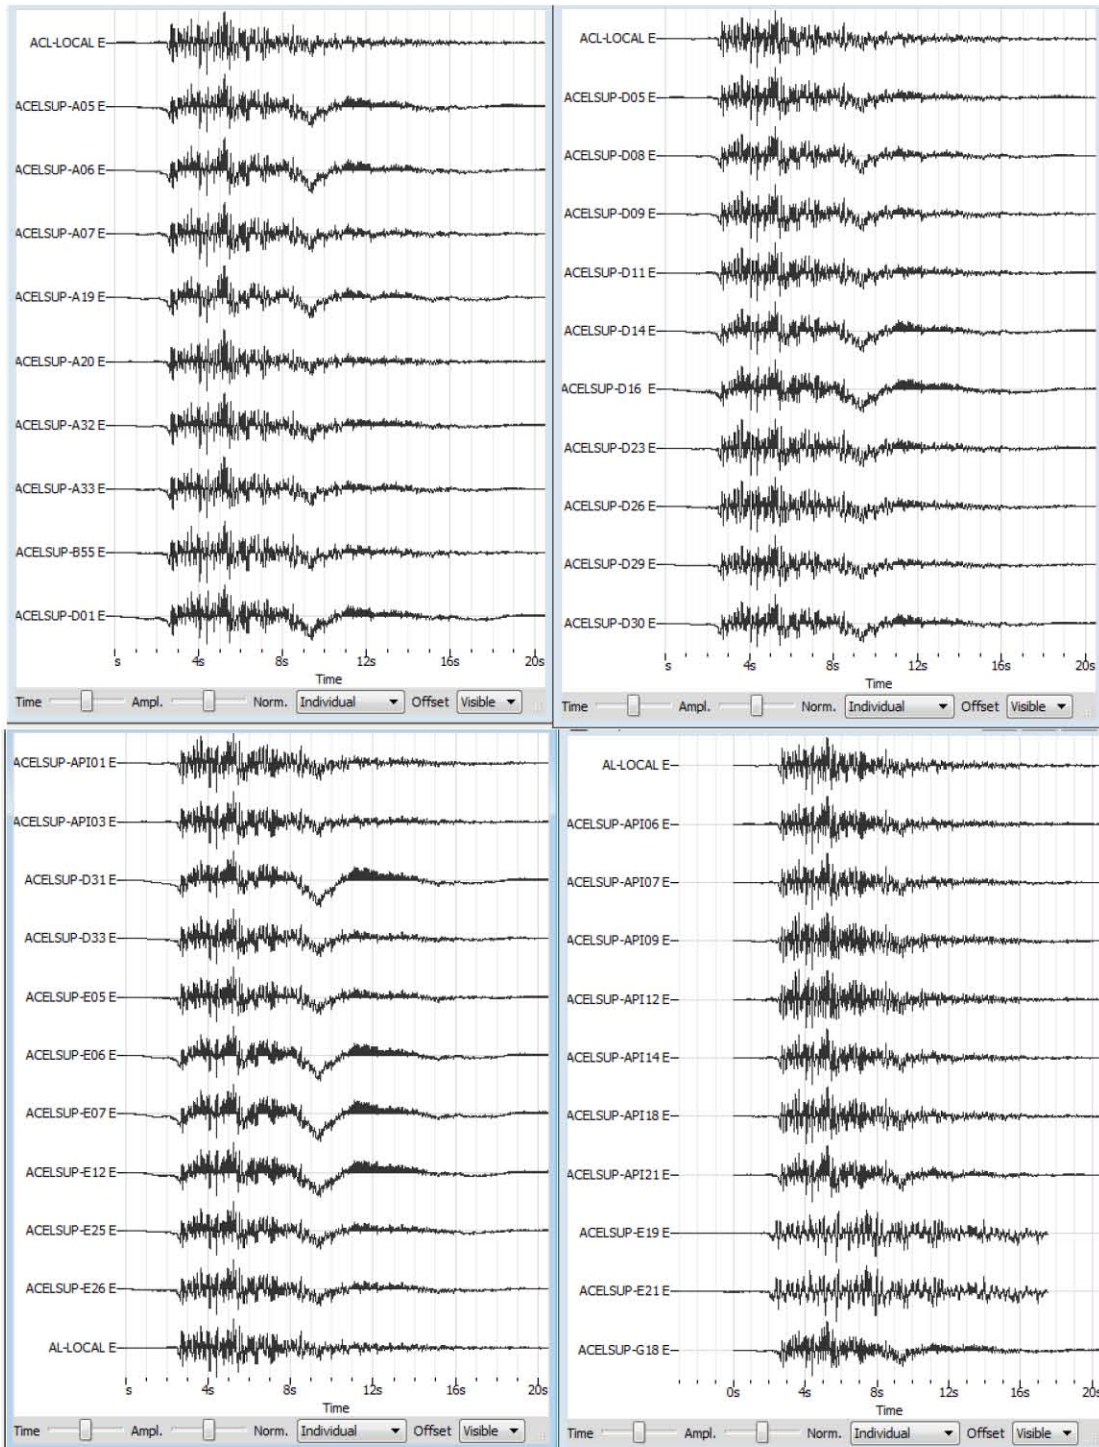 ACL-LOCAL E
ACELSUP-A05 E
ACELSUP-A06 E
ACELSUP-A07 E
ACELSUP-A19 E
ACELSUP-A20 E
ACELSUP-A32 E
ACELSUP-A33 E
ACELSUP-B55 E
ACELSUP-D01 E
s 4s 8s 12s 16s 20s
Time
Time Ampl. Norm. Individual Offset Visible
ACL-LOCAL E
ACELSUP-D05 E
ACELSUP-D08 E
ACELSUP-D09 E
ACELSUP-D11 E
ACELSUP-D14 E
ACELSUP-D16 E
ACELSUP-D23 E
ACELSUP-D26 E
ACELSUP-D29 E
ACELSUP-D30 E
s 4s 8s 12s 16s 20s
Time
Time Ampl. Norm. Individual Offset Visible
ACELSUP-API01 E
ACELSUP-API03 E
ACELSUP-D31 E
ACELSUP-D33 E
ACELSUP-E05 E
ACELSUP-E06 E
ACELSUP-E07 E
ACELSUP-E12 E
ACELSUP-E25 E
ACELSUP-E26 E
AL-LOCAL E
s 4s 8s 12s 16s 20s
Time
Time Ampl. Norm. Individual Offset Visible
AL-LOCAL E
ACELSUP-API06 E
ACELSUP-API07 E
ACELSUP-API09 E
ACELSUP-API12 E
ACELSUP-API14 E
ACELSUP-API18 E
ACELSUP-API21 E
ACELSUP-E19 E
ACELSUP-E21 E
ACELSUP-G18 E
0s 4s 8s 12s 16s 20s
Time
Time Ampl. Norm. Individual Offset Visible